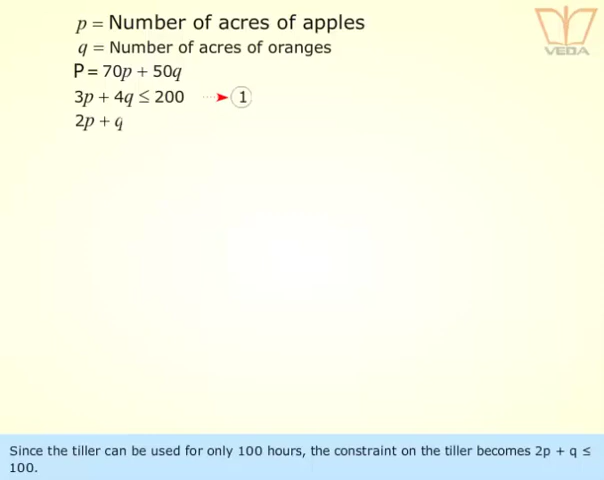 p = Number of acres of apples
q = Number of acres of oranges
P = 70p + 50q
3p + 4q ≤ 200 ····➤ 1
2p + q
VEDA
Since the tiller can be used for only 100 hours, the constraint on the tiller becomes 2p + q ≤
100.